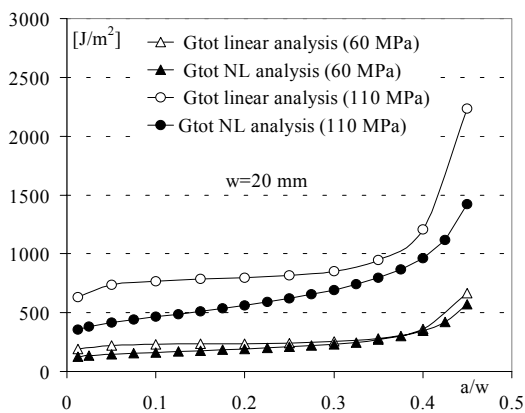 3000
[J/m²]
Gtot linear analysis (60 MPa)
2500
Gtot NL analysis (60 MPa)
Gtot linear analysis (110 MPa)
2000
Gtot NL analysis (110 MPa)
w=20 mm
1500
1000
500
0
a/w
0 0.1 0.2 0.3 0.4 0.5